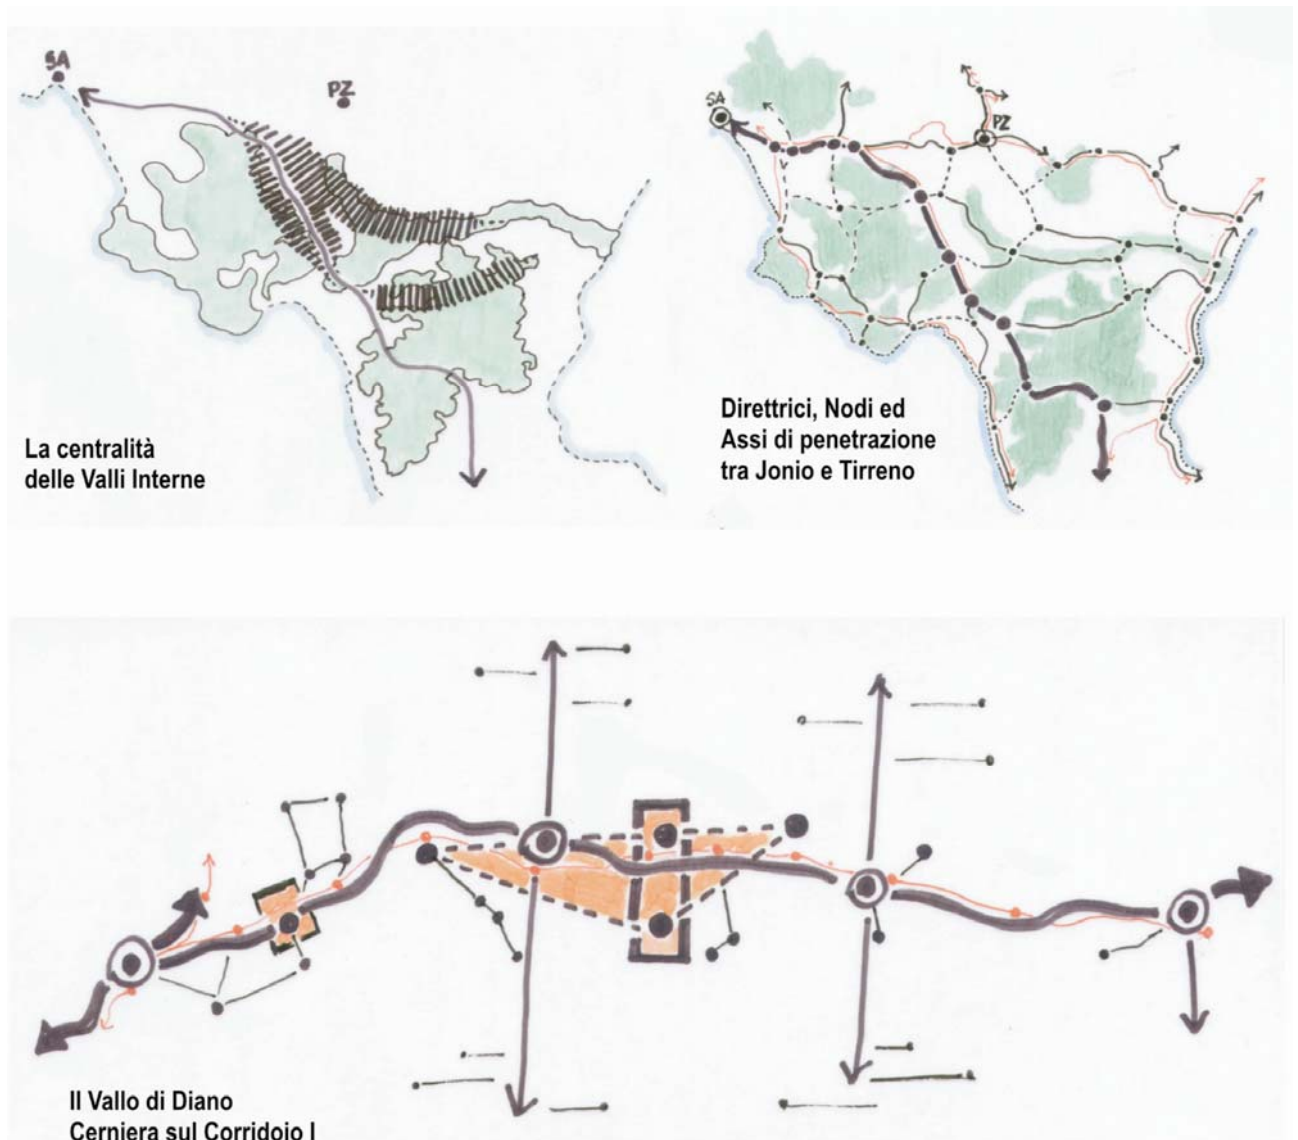 SA
PZ
La centralità
delle Valli Interne
SA
PZ
Direttrici, Nodi ed
Assi di penetrazione
tra Jonio e Tirreno
Il Vallo di Diano
Cerniera sul Corridoio I